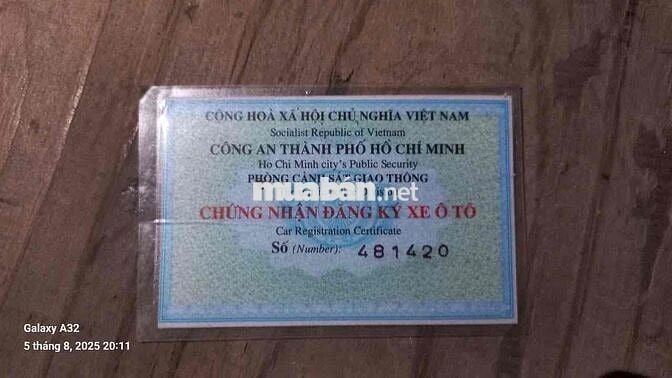 CỘNG HOÀ XÃ HỘI CHỦ NGHĨA VIỆT NAM
Socialist Republic of Vietnam
CÔNG AN THÀNH PHỐ HỒ CHÍ MINH
Ho Chi Minh city's Public Security
PHÒNG CẢNH SÁT GIAO THÔNG
muaban.net
CHỨNG NHẬN ĐĂNG KÝ XE Ô TÔ
Car Registration Certificate
Số (Number): 481420
Galaxy A32
5 tháng 8, 2025 20:11